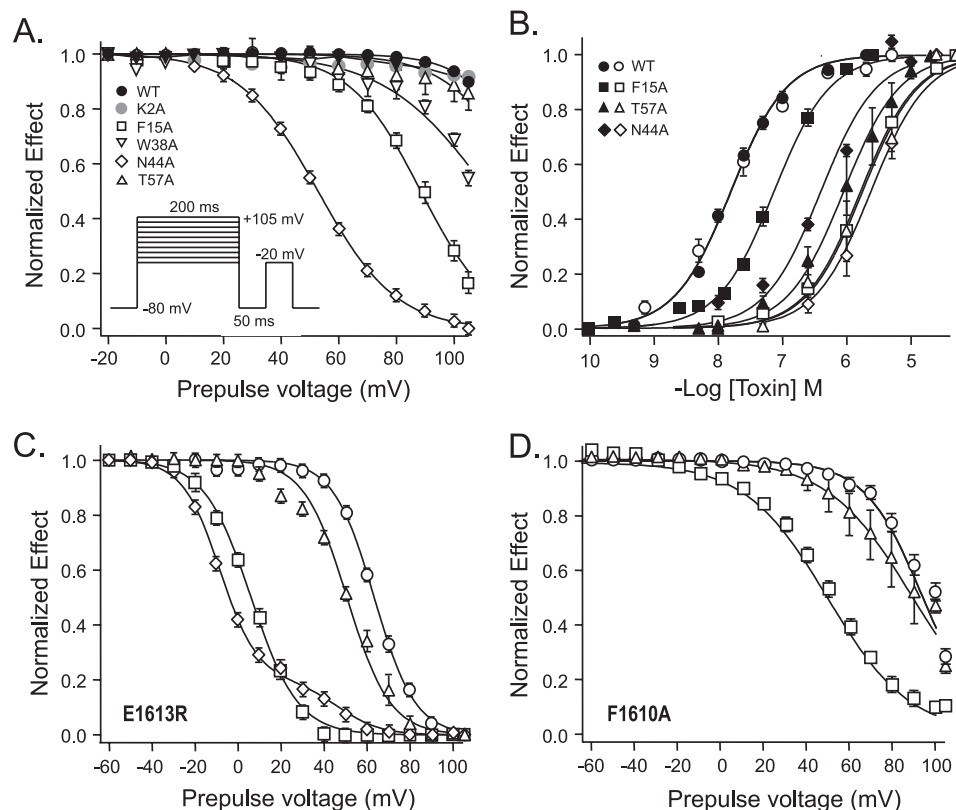 A.
Normalized Effect
1.0
0.8
0.6
0.4
0.2
0.0
WT
K2A
F15A
W38A
N44A
T57A
200 ms
+105 mV
-20 mV
-80 mV
50 ms
-20 0 20 40 60 80 100
Prepulse voltage (mV)
B.
Normalized Effect
1.0
0.8
0.6
0.4
0.2
0.0
WT
F15A
T57A
N44A
10 9 8 7 6 5
-Log [Toxin] M
C.
Normalized Effect
1.0
0.8
0.6
0.4
0.2
0.0
E1613R
-60 -40 -20 0 20 40 60 80 100
Prepulse voltage (mV)
D.
Normalized Effect
1.0
0.8
0.6
0.4
0.2
0.0
F1610A
-60 -40 -20 0 20 40 60 80 100
Prepulse voltage (mV)